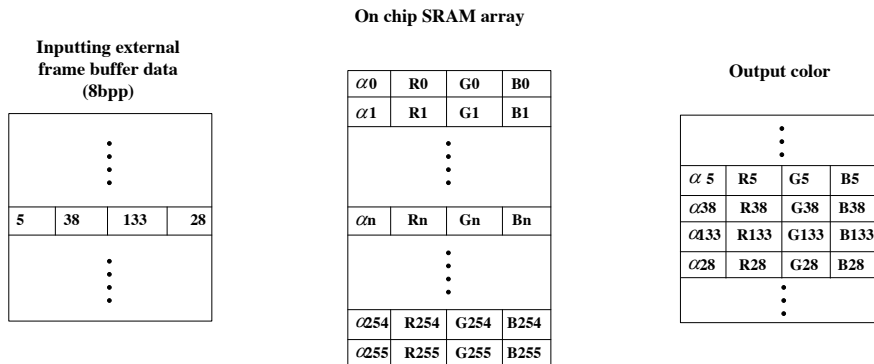 On chip SRAM array
Inputting external
frame buffer data
(8bpp)
5 38 133 28
α0 R0 G0 B0
α1 R1 G1 B1
αn Rn Gn Bn
α254 R254 G254 B254
α255 R255 G255 B255
Output color
α 5 R5 G5 B5
α38 R38 G38 B38
α133 R133 G133 B133
α28 R28 G28 B28